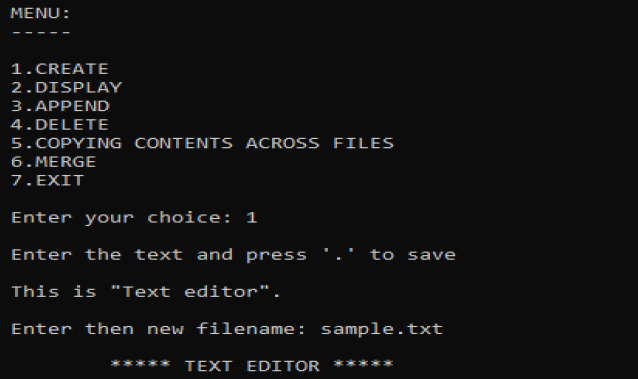 MENU:
-----
1.CREATE
2.DISPLAY
3.APPEND
4.DELETE
5.COPYING CONTENTS ACROSS FILES
6.MERGE
7.EXIT
Enter your choice: 1
Enter the text and press '.' to save
This is "Text editor".
Enter then new filename: sample.txt
***** TEXT EDITOR *****